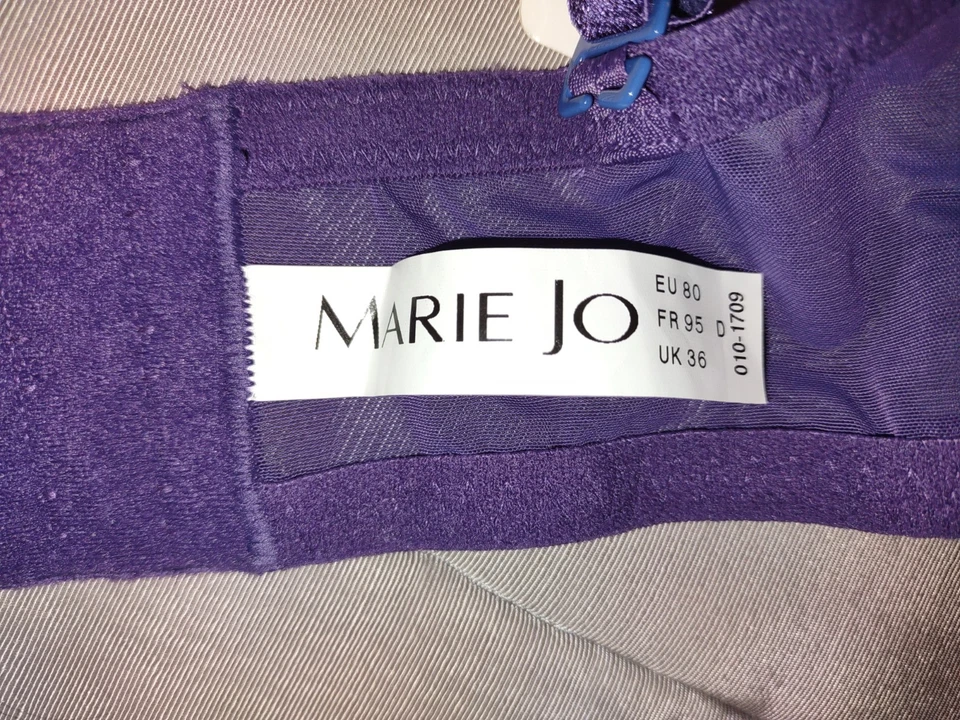 MARIE JO
EU 80
FR 95 D
UK 36
010-1709